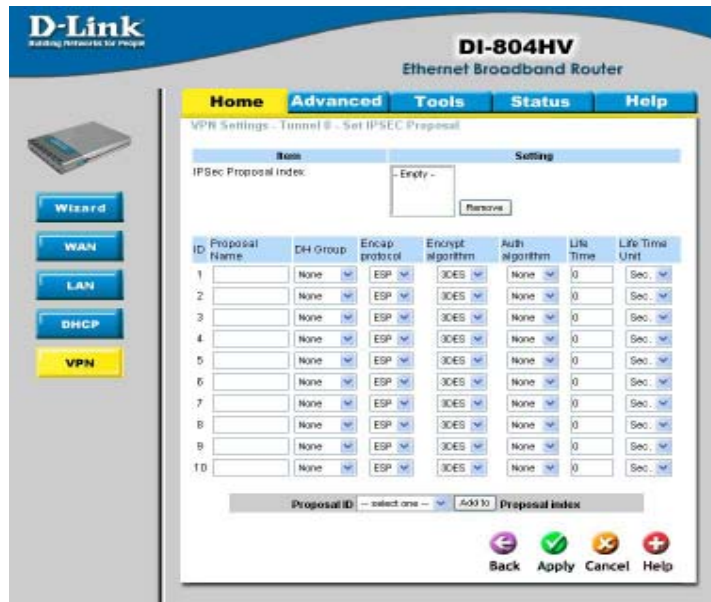 D-Link
Building Networks for People
DI-804HV
Ethernet Broadband Router
Home Advanced Tools Status Help
VPN Settings - Tunnel 0 - Set IPSEC Proposal
Item Setting
IPSec Proposal index - Empty - Remove
Wizard
WAN
LAN
DHCP
VPN
ID Proposal Name DH Group Encap protocol Encrypt algorithm Auth algorithm Life Time Life Time Unit
1 None ESP 3DES None 0 Sec.
2 None ESP 3DES None 0 Sec.
3 None ESP 3DES None 0 Sec.
4 None ESP 3DES None 0 Sec.
5 None ESP 3DES None 0 Sec.
6 None ESP 3DES None 0 Sec.
7 None ESP 3DES None 0 Sec.
8 None ESP 3DES None 0 Sec.
9 None ESP 3DES None 0 Sec.
10 None ESP 3DES None 0 Sec.
Proposal ID -- select one -- Add to Proposal index
Back Apply Cancel Help